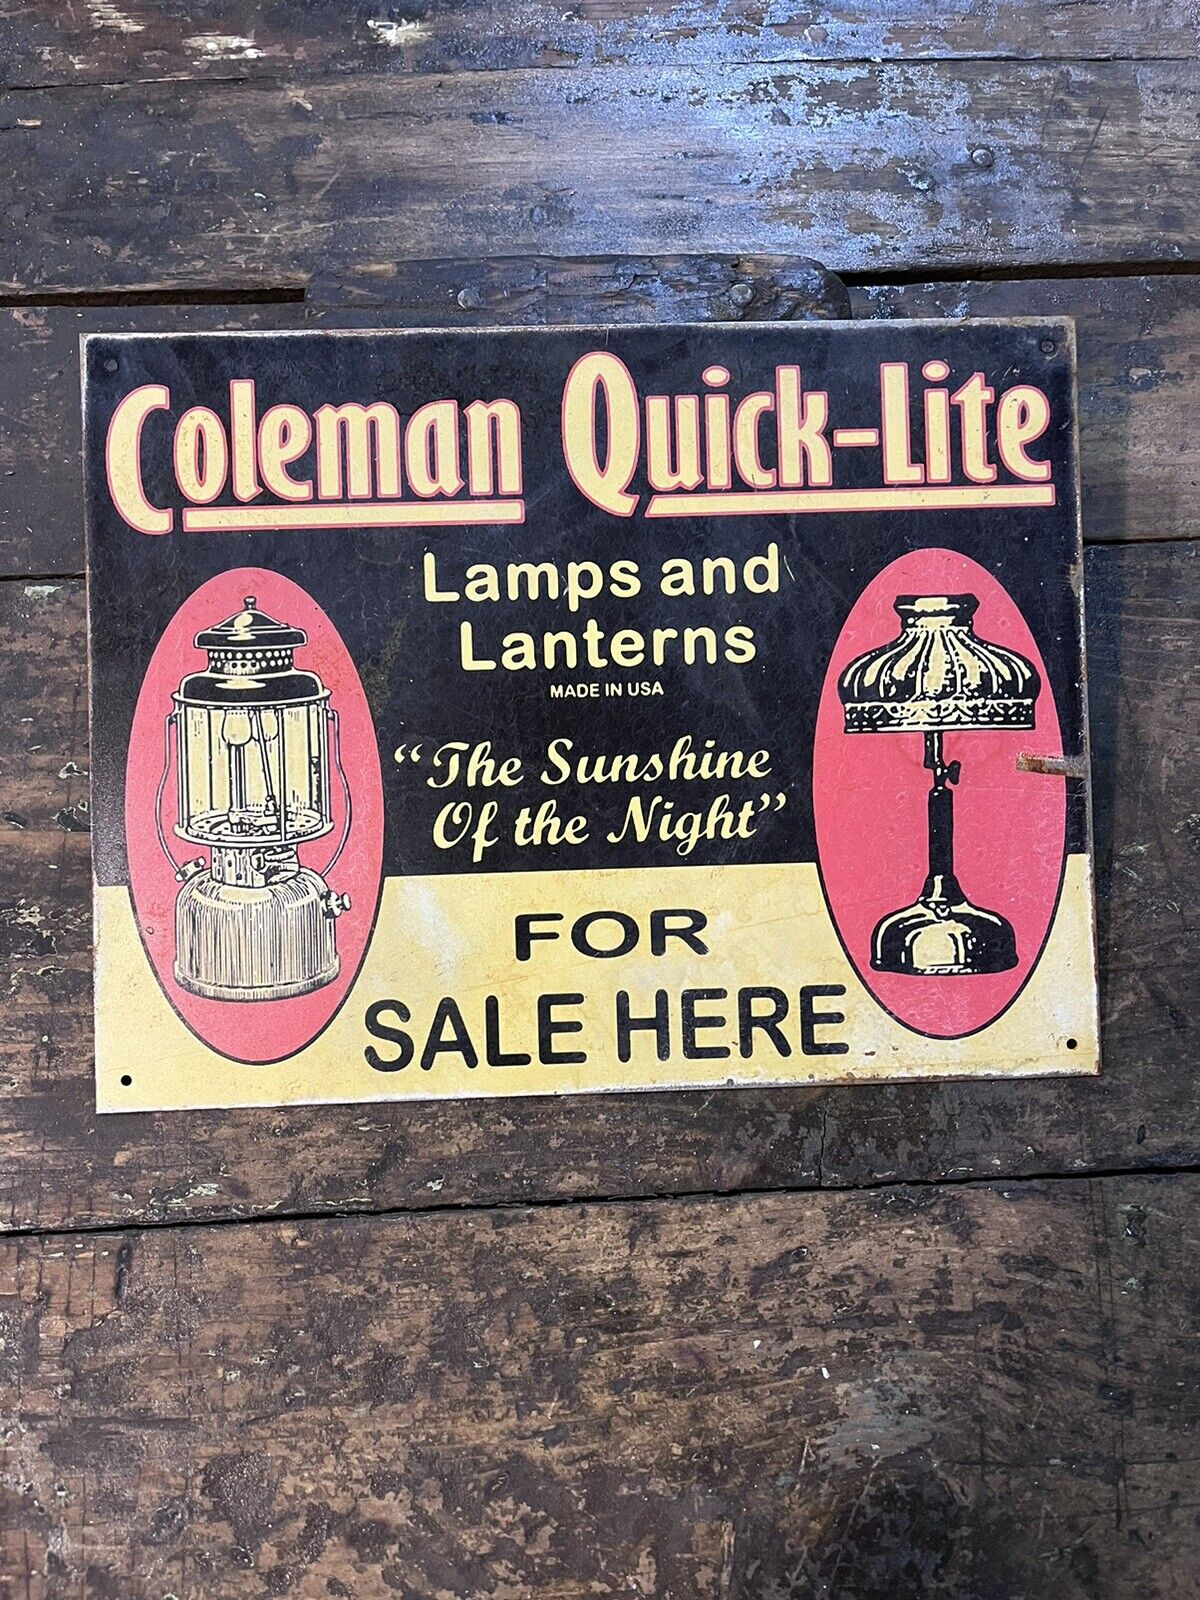 Coleman Quick-Lite
Lamps and
Lanterns
MADE IN USA
“The Sunshine
Of the Night”
FOR
SALE HERE